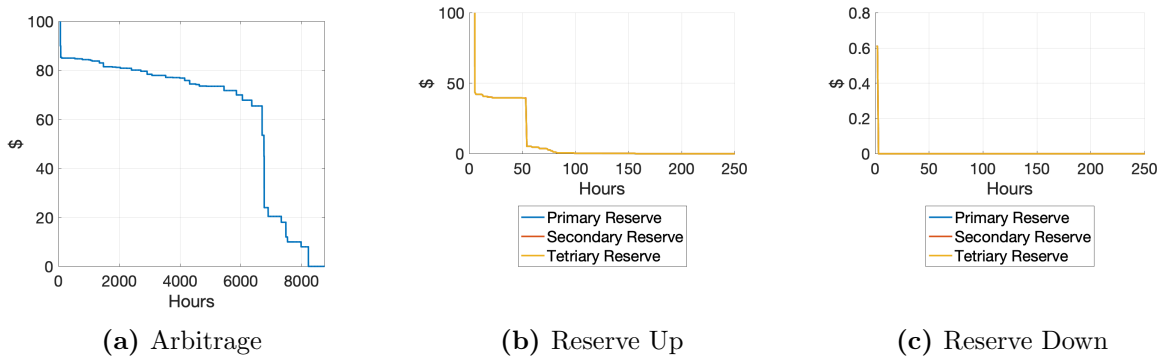 100
80
60
40
20
0
$
0 2000 4000 6000 8000
Hours
(a) Arbitrage
100
50
0
$
0 50 100 150 200 250
Hours
Primary Reserve
Secondary Reserve
Tetriary Reserve
(b) Reserve Up
0.8
0.6
0.4
0.2
0
$
0 50 100 150 200 250
Hours
Primary Reserve
Secondary Reserve
Tetriary Reserve
(c) Reserve Down